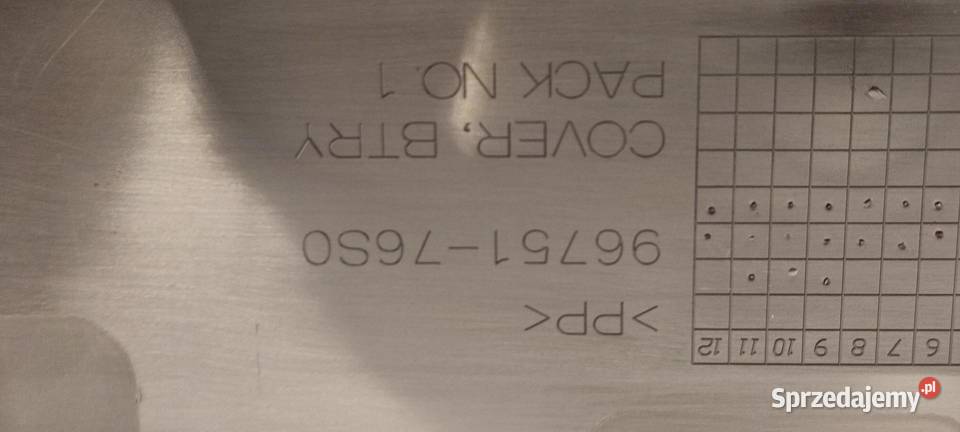 6 7 8 9 10 11 12
>PP<
96751-76S0
COVER, BTRY
PACK NO.1
Sprzedajemy.pl